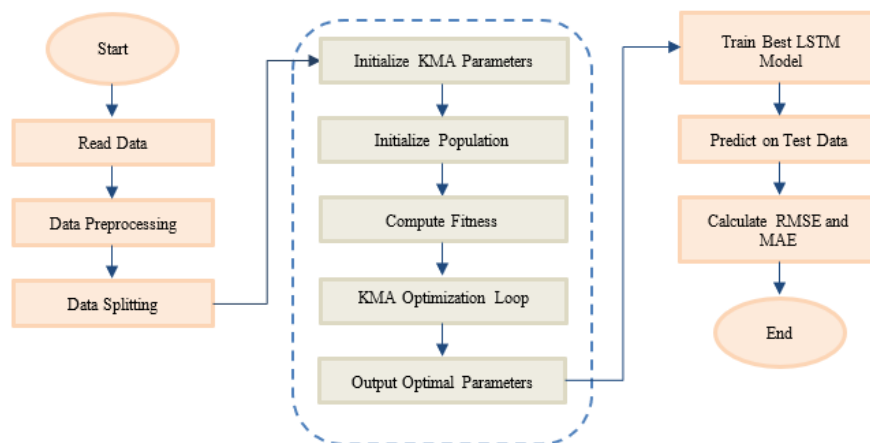 Start
Read Data
Data Preprocessing
Data Splitting
Initialize KMA Parameters
Initialize Population
Compute Fitness
KMA Optimization Loop
Output Optimal Parameters
Train Best LSTM
Model
Predict on Test Data
Calculate RMSE and
MAE
End